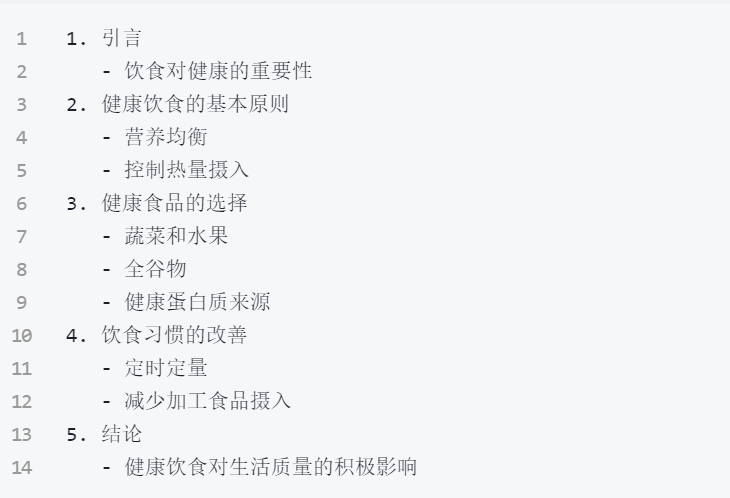 1 1. 引言
2 - 饮食对健康的重要性
3 2. 健康饮食的基本原则
4 - 营养均衡
5 - 控制热量摄入
6 3. 健康食品的选择
7 - 蔬菜和水果
8 - 全谷物
9 - 健康蛋白质来源
10 4. 饮食习惯的改善
11 - 定时定量
12 - 减少加工食品摄入
13 5. 结论
14 - 健康饮食对生活质量的积极影响